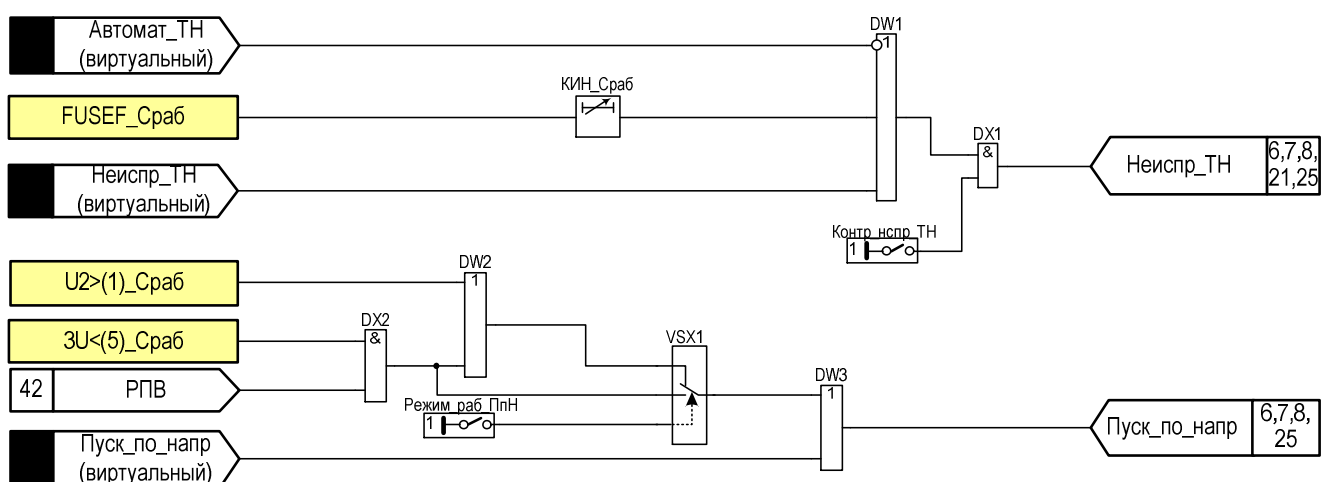 Автомат_ТН
(виртуальный)
DW1
1
КИН_Сраб
FUSEF_Сраб
DX1
&
Неиспр_ТН
(виртуальный)
Неиспр_ТН
6,7,8,
21,25
Контр_нспр_ТН
1
U2>(1)_Сраб
DW2
1
3U<(5)_Сраб
DX2
&
VSX1
42
РПВ
DW3
1
Режим_раб_ПпН
1
Пуск_по_напр
(виртуальный)
Пуск_по_напр
6,7,8,
25